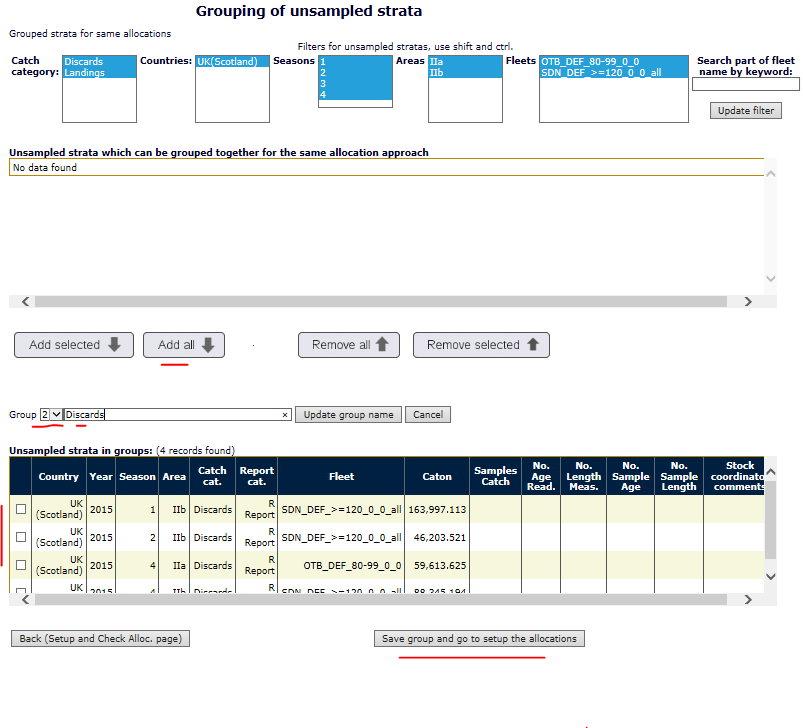 Grouping of unsampled strata
Grouped strata for same allocations
Filters for unsampled stratas, use shift and ctrl.
Catch category: Discards Landings
Countries: UK(Scotland)
Seasons 1 2 3 4
Areas IIa IIb
Fleets OTB_DEF_80-99_0_0 SDN_DEF_>=120_0_0_all
Search part of fleet name by keyword:
Update filter
Unsampled strata which can be grouped together for the same allocation approach
No data found
Add selected Add all Remove all Remove selected
Group 2 Discards × Update group name Cancel
Unsampled strata in groups: (4 records found)
Country Year Season Area Catch cat. Report cat. Fleet Caton Samples Catch No. Age Read. No. Length Meas. No. Sample Age No. Sample Length Stock coordinato comments
UK (Scotland) 2015 1 IIb Discards R Report SDN_DEF_>=120_0_0_all 163,997.113
UK (Scotland) 2015 2 IIb Discards R Report SDN_DEF_>=120_0_0_all 46,203.521
UK (Scotland) 2015 4 IIa Discards R Report OTB_DEF_80-99_0_0 59,613.625
UK 2015 4 IIb Discards R SDN_DEF_>=120_0_0_all 88,345.194
Back (Setup and Check Alloc. page) Save group and go to setup the allocations